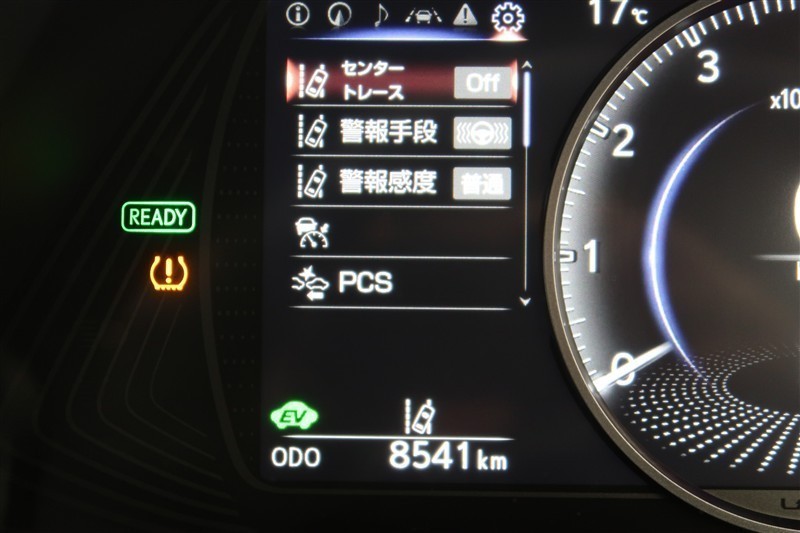 17℃
センター
トレース
Off
警報手段
警報感度
普通
PCS
READY
EV
ODO 8541 km
3
2
1
0
x10